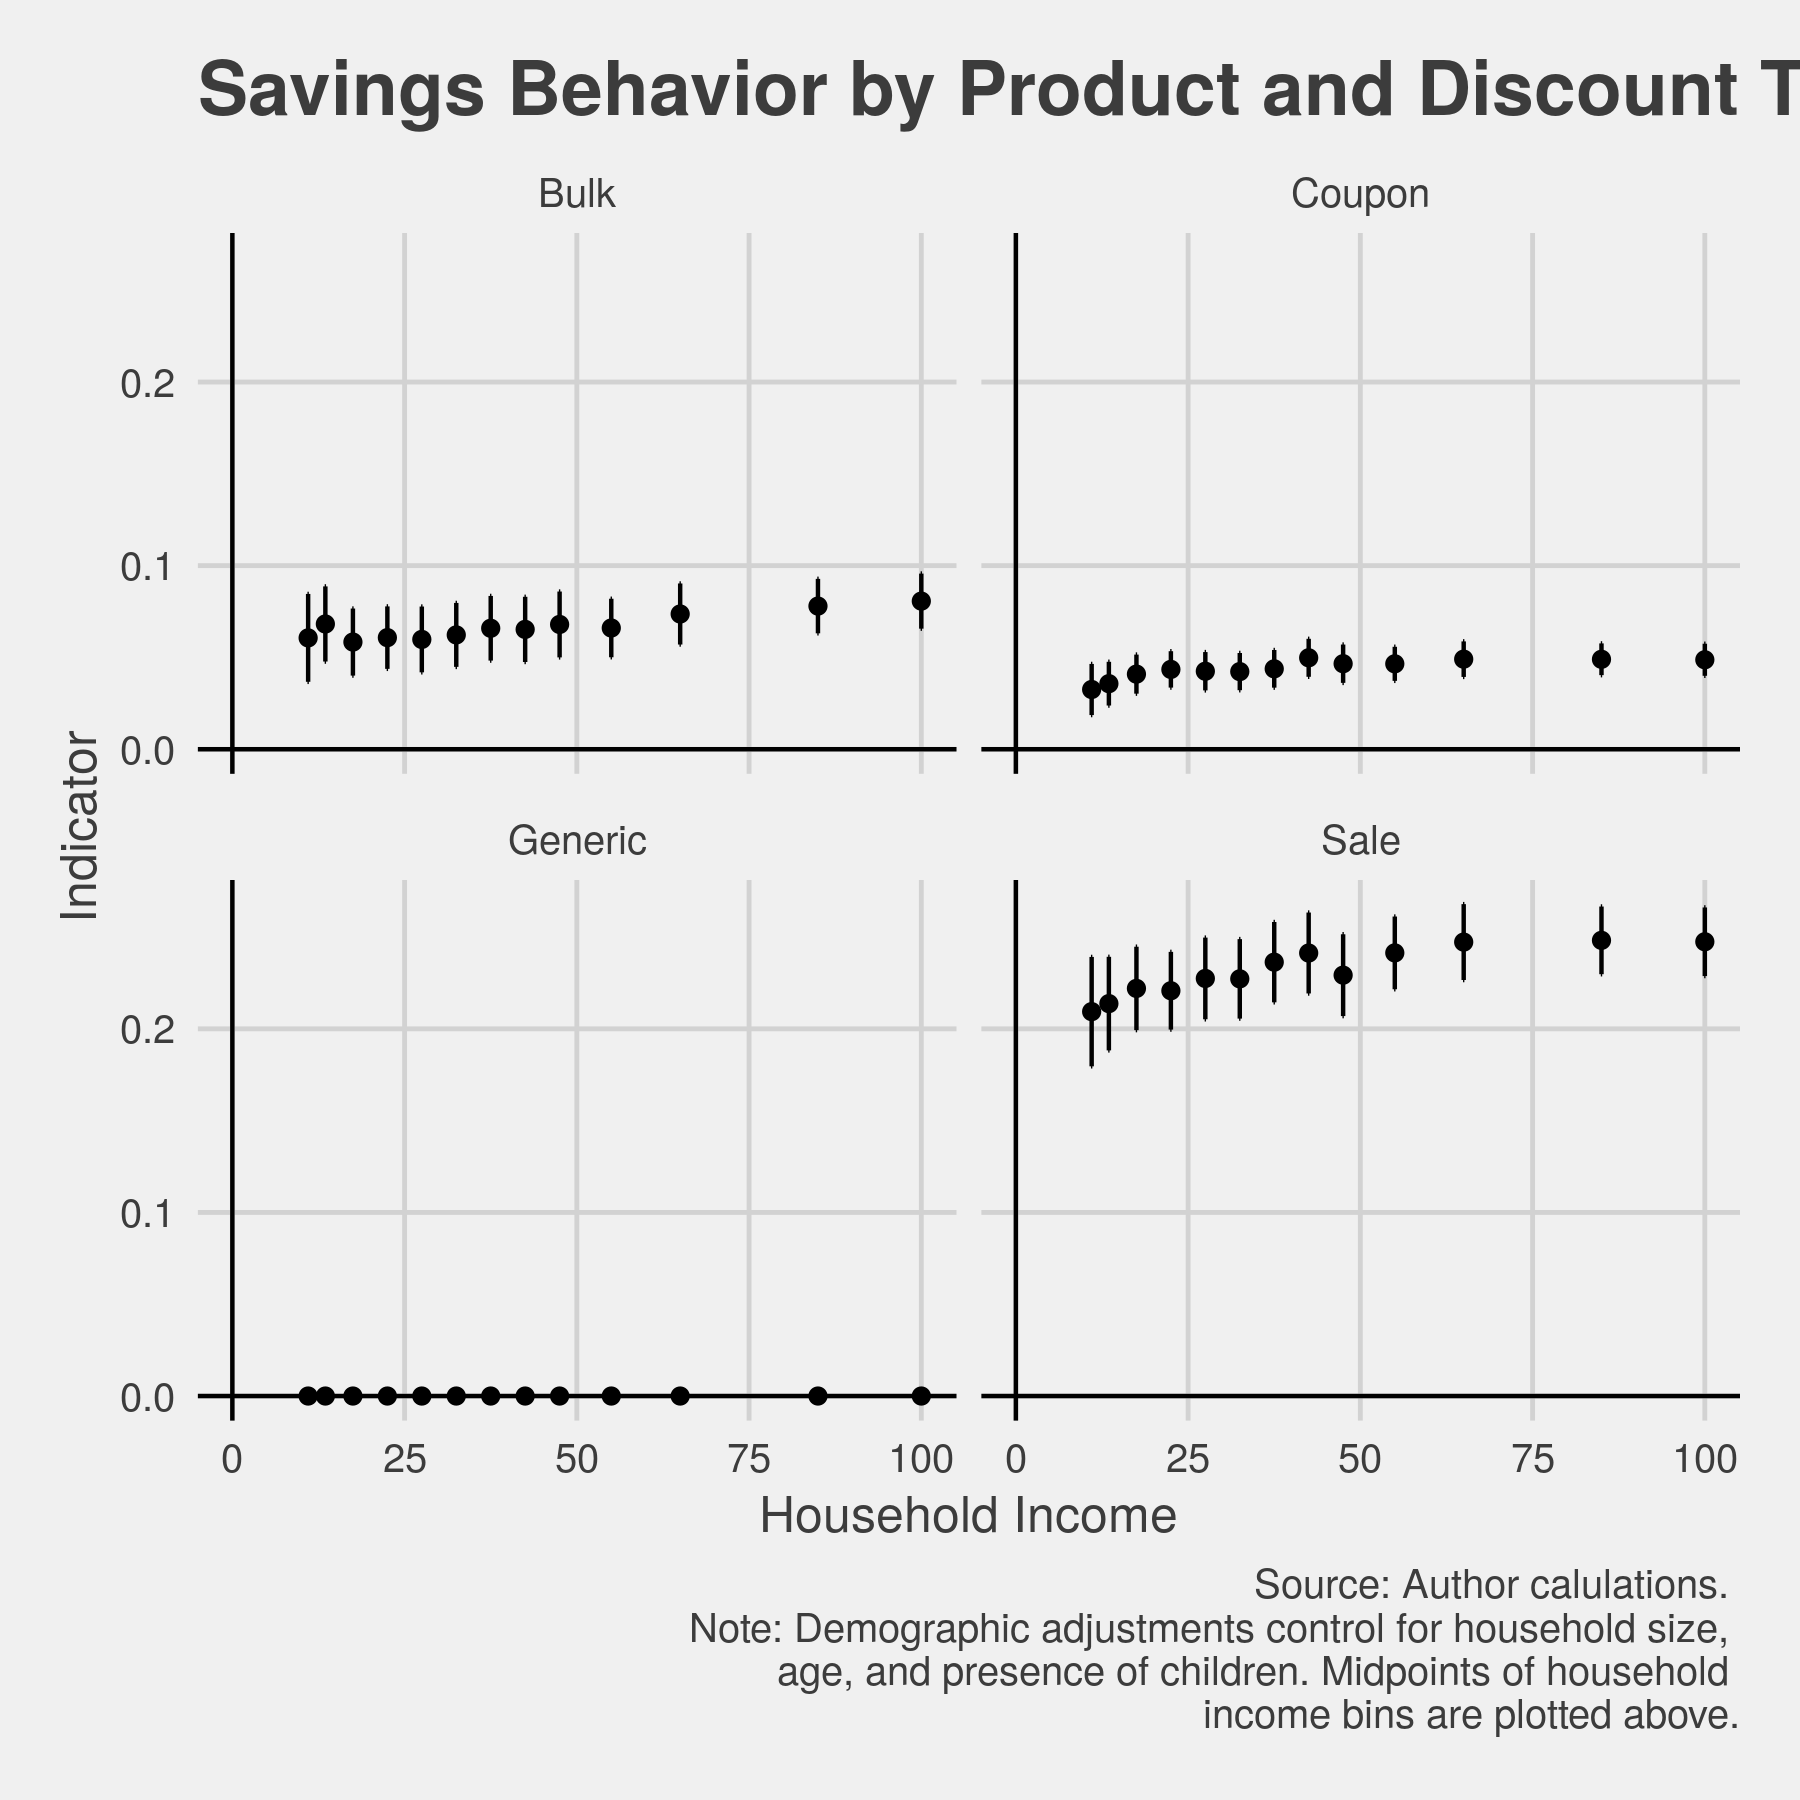 Savings Behavior by Product and Discount T
Bulk
Coupon
0.2
0.1
0.0
Indicator
Generic
Sale
0.2
0.1
0.0
0 25 50 75 100 0 25 50 75 100
Household Income
Source: Author calulations.
Note: Demographic adjustments control for household size,
age, and presence of children. Midpoints of household
income bins are plotted above.